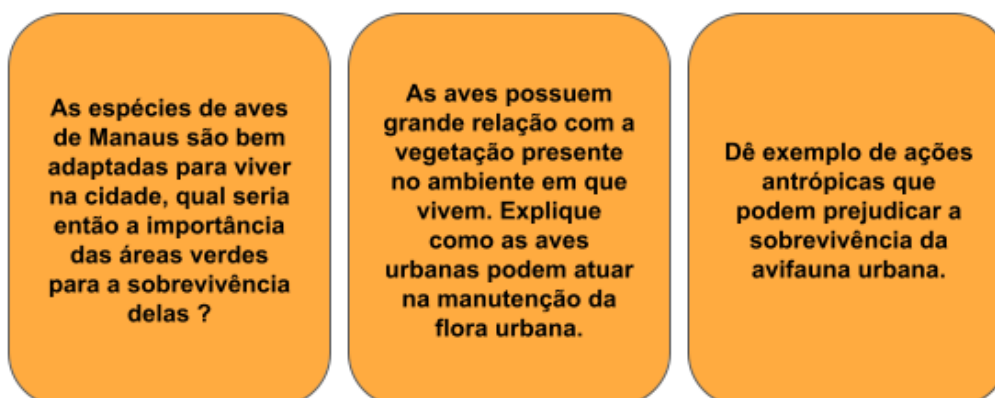 As espécies de aves
de Manaus são bem
adaptadas para viver
na cidade, qual seria
então a importância
das áreas verdes
para a sobrevivência
delas ?
As aves possuem
grande relação com a
vegetação presente
no ambiente em que
vivem. Explique
como as aves
urbanas podem atuar
na manutenção da
flora urbana.
Dê exemplo de ações
antrópicas que
podem prejudicar a
sobrevivência da
avifauna urbana.